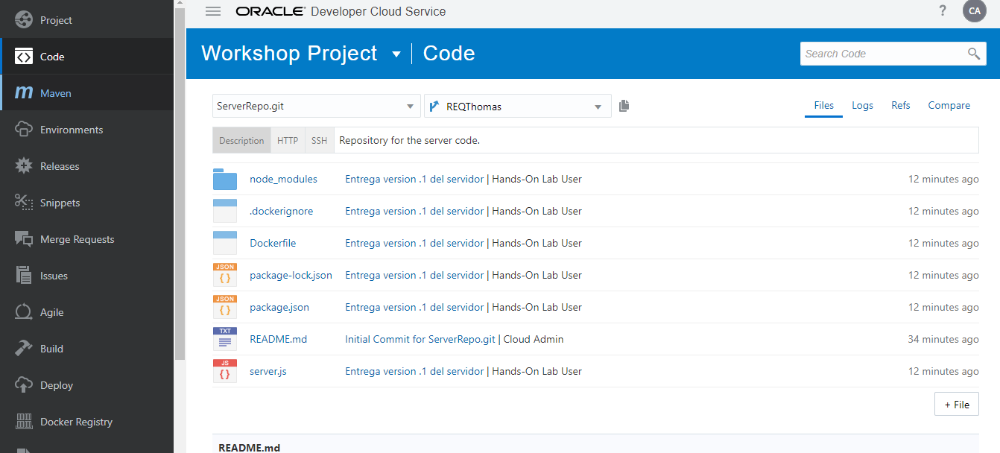 Project
Code
Maven
Environments
Releases
Snippets
Merge Requests
Issues
Agile
Build
Deploy
Docker Registry
ORACLE® Developer Cloud Service
? CA
Workshop Project Code
Search Code
ServerRepo.git REQThomas
Files Logs Refs Compare
Description HTTP SSH Repository for the server code.
node_modules Entrega version .1 del servidor | Hands-On Lab User 12 minutes ago
.dockerignore Entrega version .1 del servidor | Hands-On Lab User 12 minutes ago
Dockerfile Entrega version .1 del servidor | Hands-On Lab User 12 minutes ago
JSON { } package-lock.json Entrega version .1 del servidor | Hands-On Lab User 12 minutes ago
JSON { } package.json Entrega version .1 del servidor | Hands-On Lab User 12 minutes ago
TXT README.md Initial Commit for ServerRepo.git | Cloud Admin 34 minutes ago
JS { } server.js Entrega version .1 del servidor | Hands-On Lab User 12 minutes ago
+ File
README.md